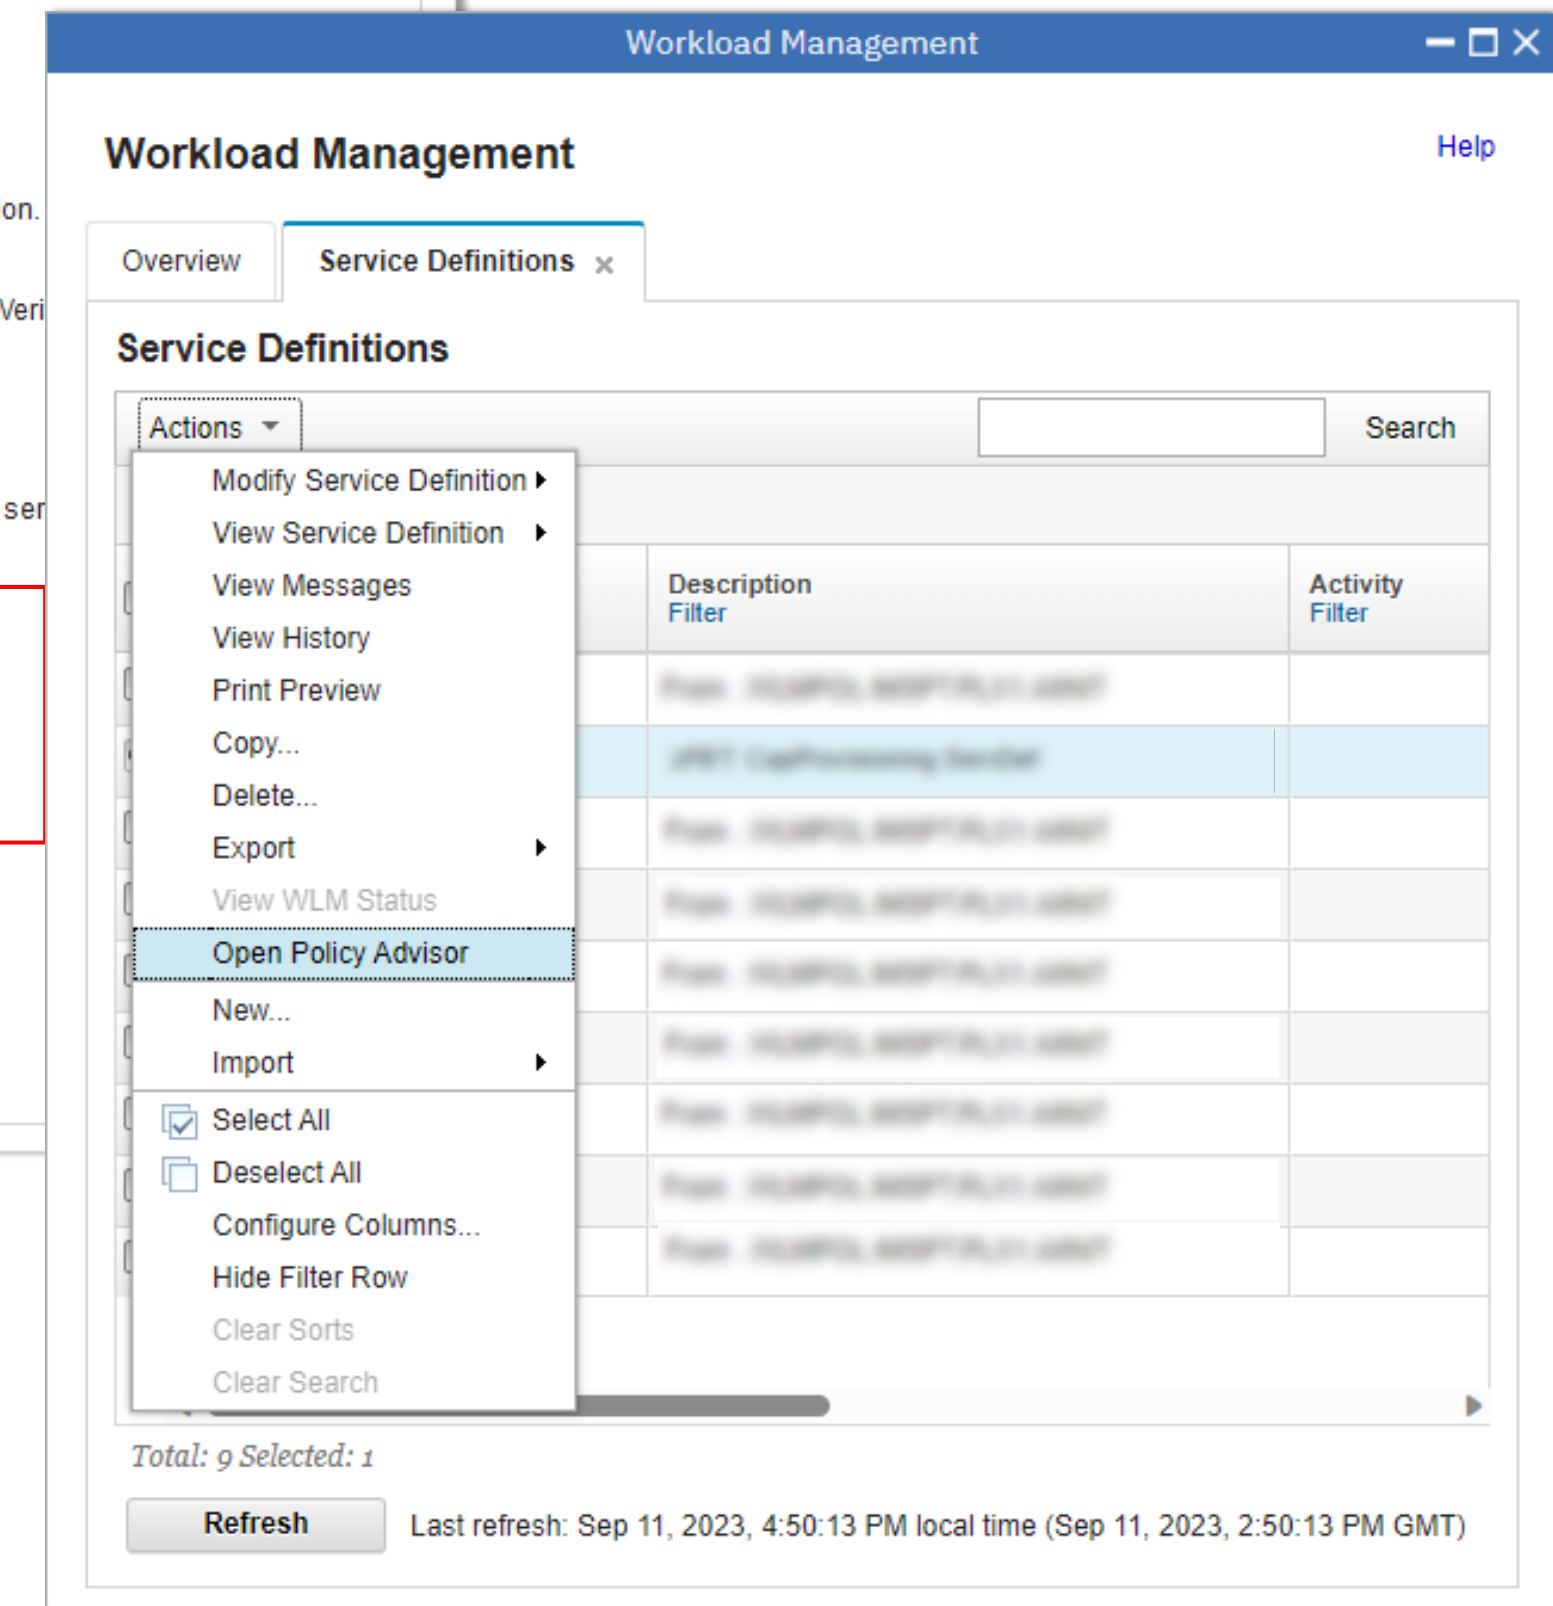 Workload Management
Workload Management
Help
on.
Overview
Service Definitions
Veri
Service Definitions
Actions
Search
Modify Service Definition
View Service Definition
ser
View Messages
Description
Activity
Filter
Filter
View History
Print Preview
Copy...
Delete...
Export
View WLM Status
Open Policy Advisor
New...
Import
Select All
Deselect All
Configure Columns...
Hide Filter Row
Clear Sorts
Clear Search
Total: 9 Selected: 1
Refresh
Last refresh: Sep 11, 2023, 4:50:13 PM local time (Sep 11, 2023, 2:50:13 PM GMT)